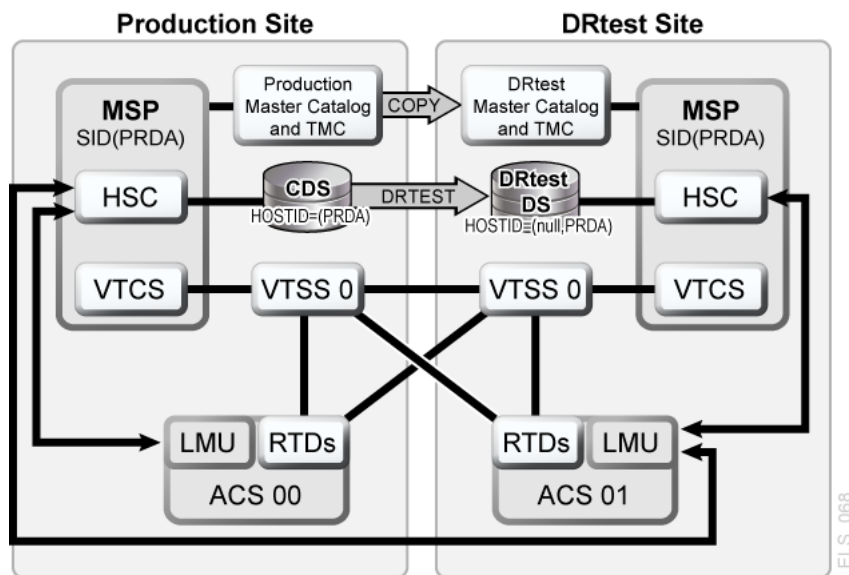 Production Site
DRtest Site
MSP
SID(PRDA)
Production
Master Catalog
and TMC
COPY
DRtest
Master Catalog
and TMC
MSP
SID(PRDA)
HSC
CDS
HOSTID=(PRDA)
DRTEST
DRtest
DS
HOSTID=(null,PRDA)
HSC
VTCS
VTSS 0
VTSS 0
VTCS
LMU
RTDs
ACS 00
RTDs
LMU
ACS 01
ELS_068